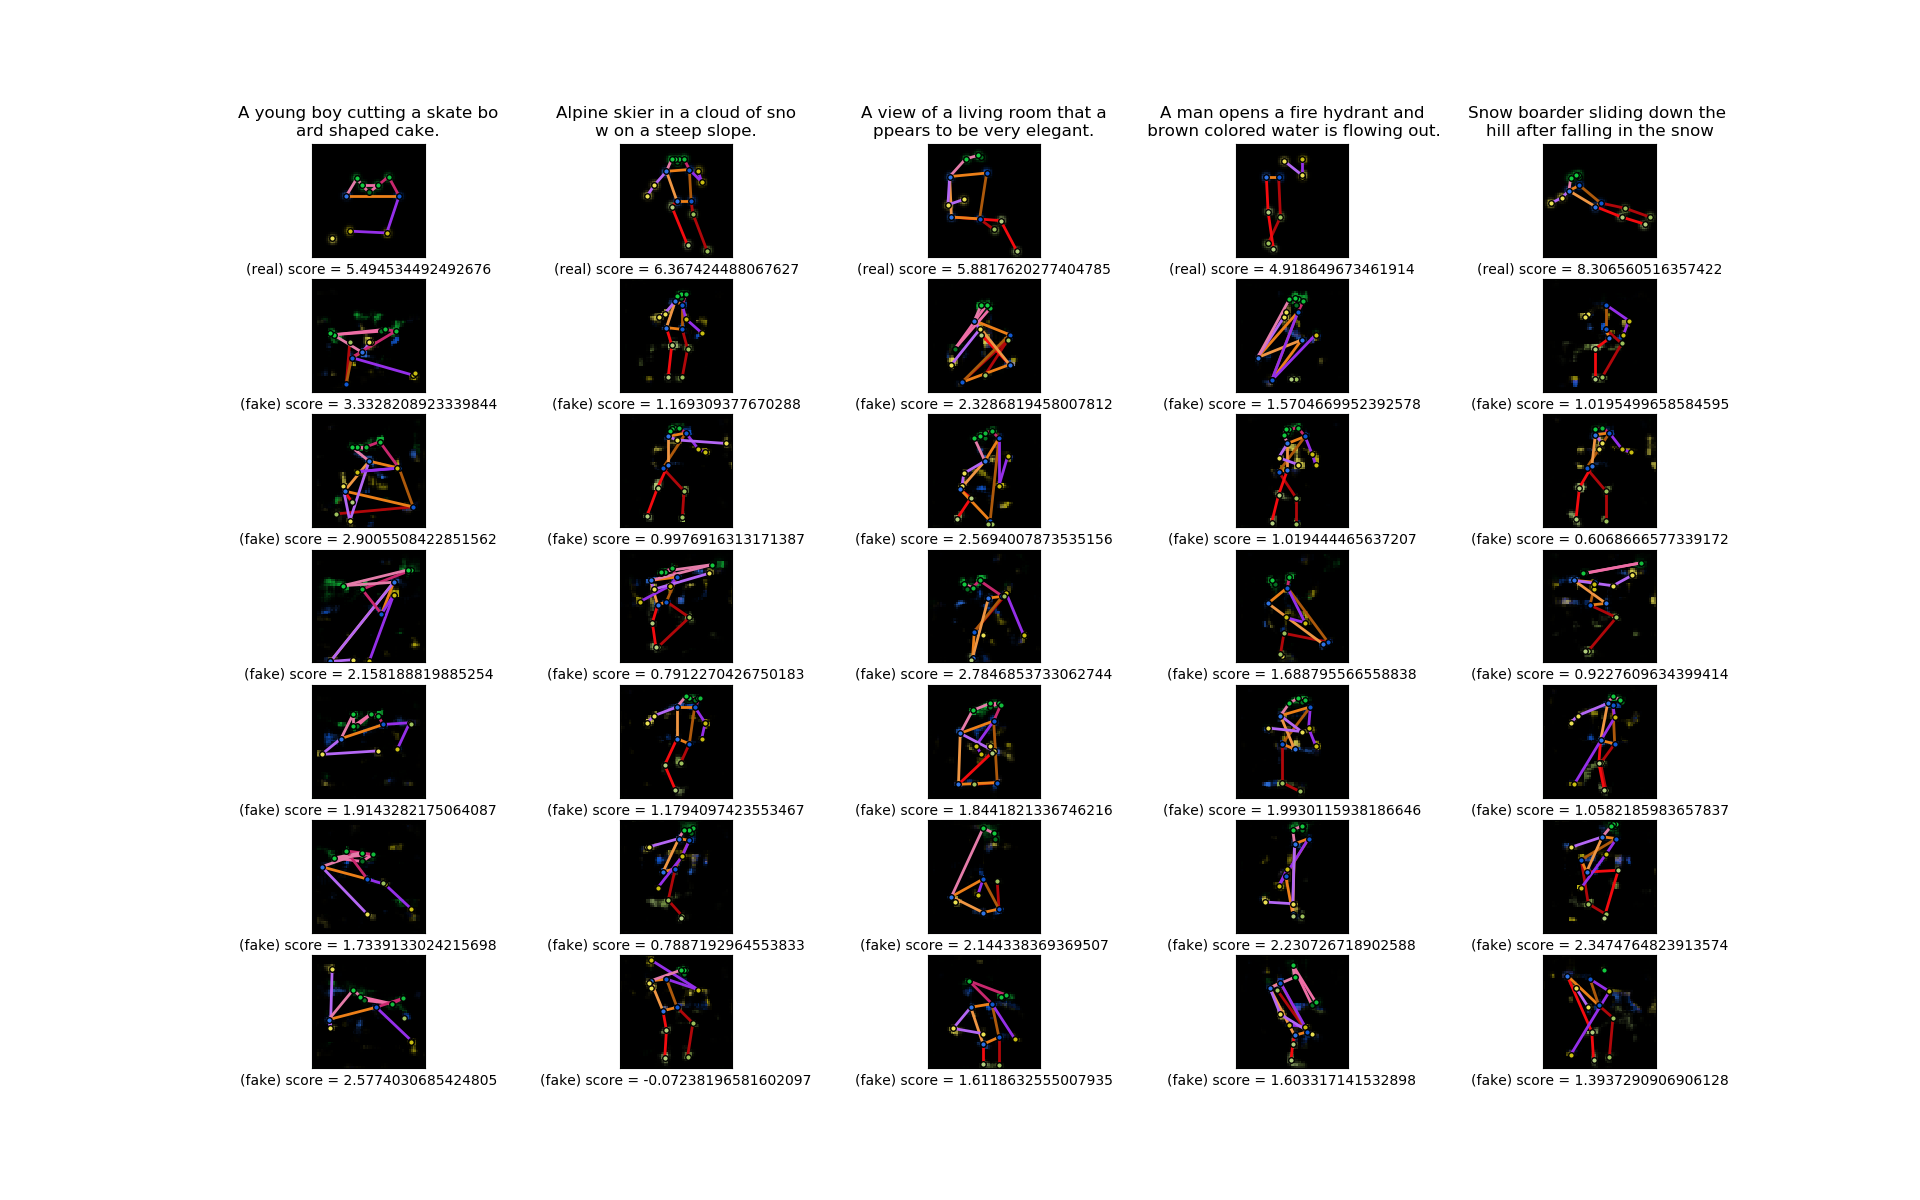 A young boy cutting a skate bo
ard shaped cake.
Alpine skier in a cloud of sno
w on a steep slope.
A view of a living room that a
ppears to be very elegant.
A man opens a fire hydrant and
brown colored water is flowing out.
Snow boarder sliding down the
hill after falling in the snow
(real) score = 5.494534492492676
(real) score = 6.367424488067627
(real) score = 5.8817620277404785
(real) score = 4.918649673461914
(real) score = 8.306560516357422
(fake) score = 3.3328208923339844
(fake) score = 1.169309377670288
(fake) score = 2.3286819458007812
(fake) score = 1.5704669952392578
(fake) score = 1.0195499658584595
(fake) score = 2.9005508422851562
(fake) score = 0.9976916313171387
(fake) score = 2.5694007873535156
(fake) score = 1.019444465637207
(fake) score = 0.6068666577339172
(fake) score = 2.158188819885254
(fake) score = 0.7912270426750183
(fake) score = 2.7846853733062744
(fake) score = 1.688795566558838
(fake) score = 0.9227609634399414
(fake) score = 1.9143282175064087
(fake) score = 1.1794097423553467
(fake) score = 1.8441821336746216
(fake) score = 1.9930115938186646
(fake) score = 1.0582185983657837
(fake) score = 1.7339133024215698
(fake) score = 0.7887192964553833
(fake) score = 2.144338369369507
(fake) score = 2.230726718902588
(fake) score = 2.3474764823913574
(fake) score = 2.5774030685424805
(fake) score = -0.07238196581602097
(fake) score = 1.6118632555007935
(fake) score = 1.603317141532898
(fake) score = 1.3937290906906128